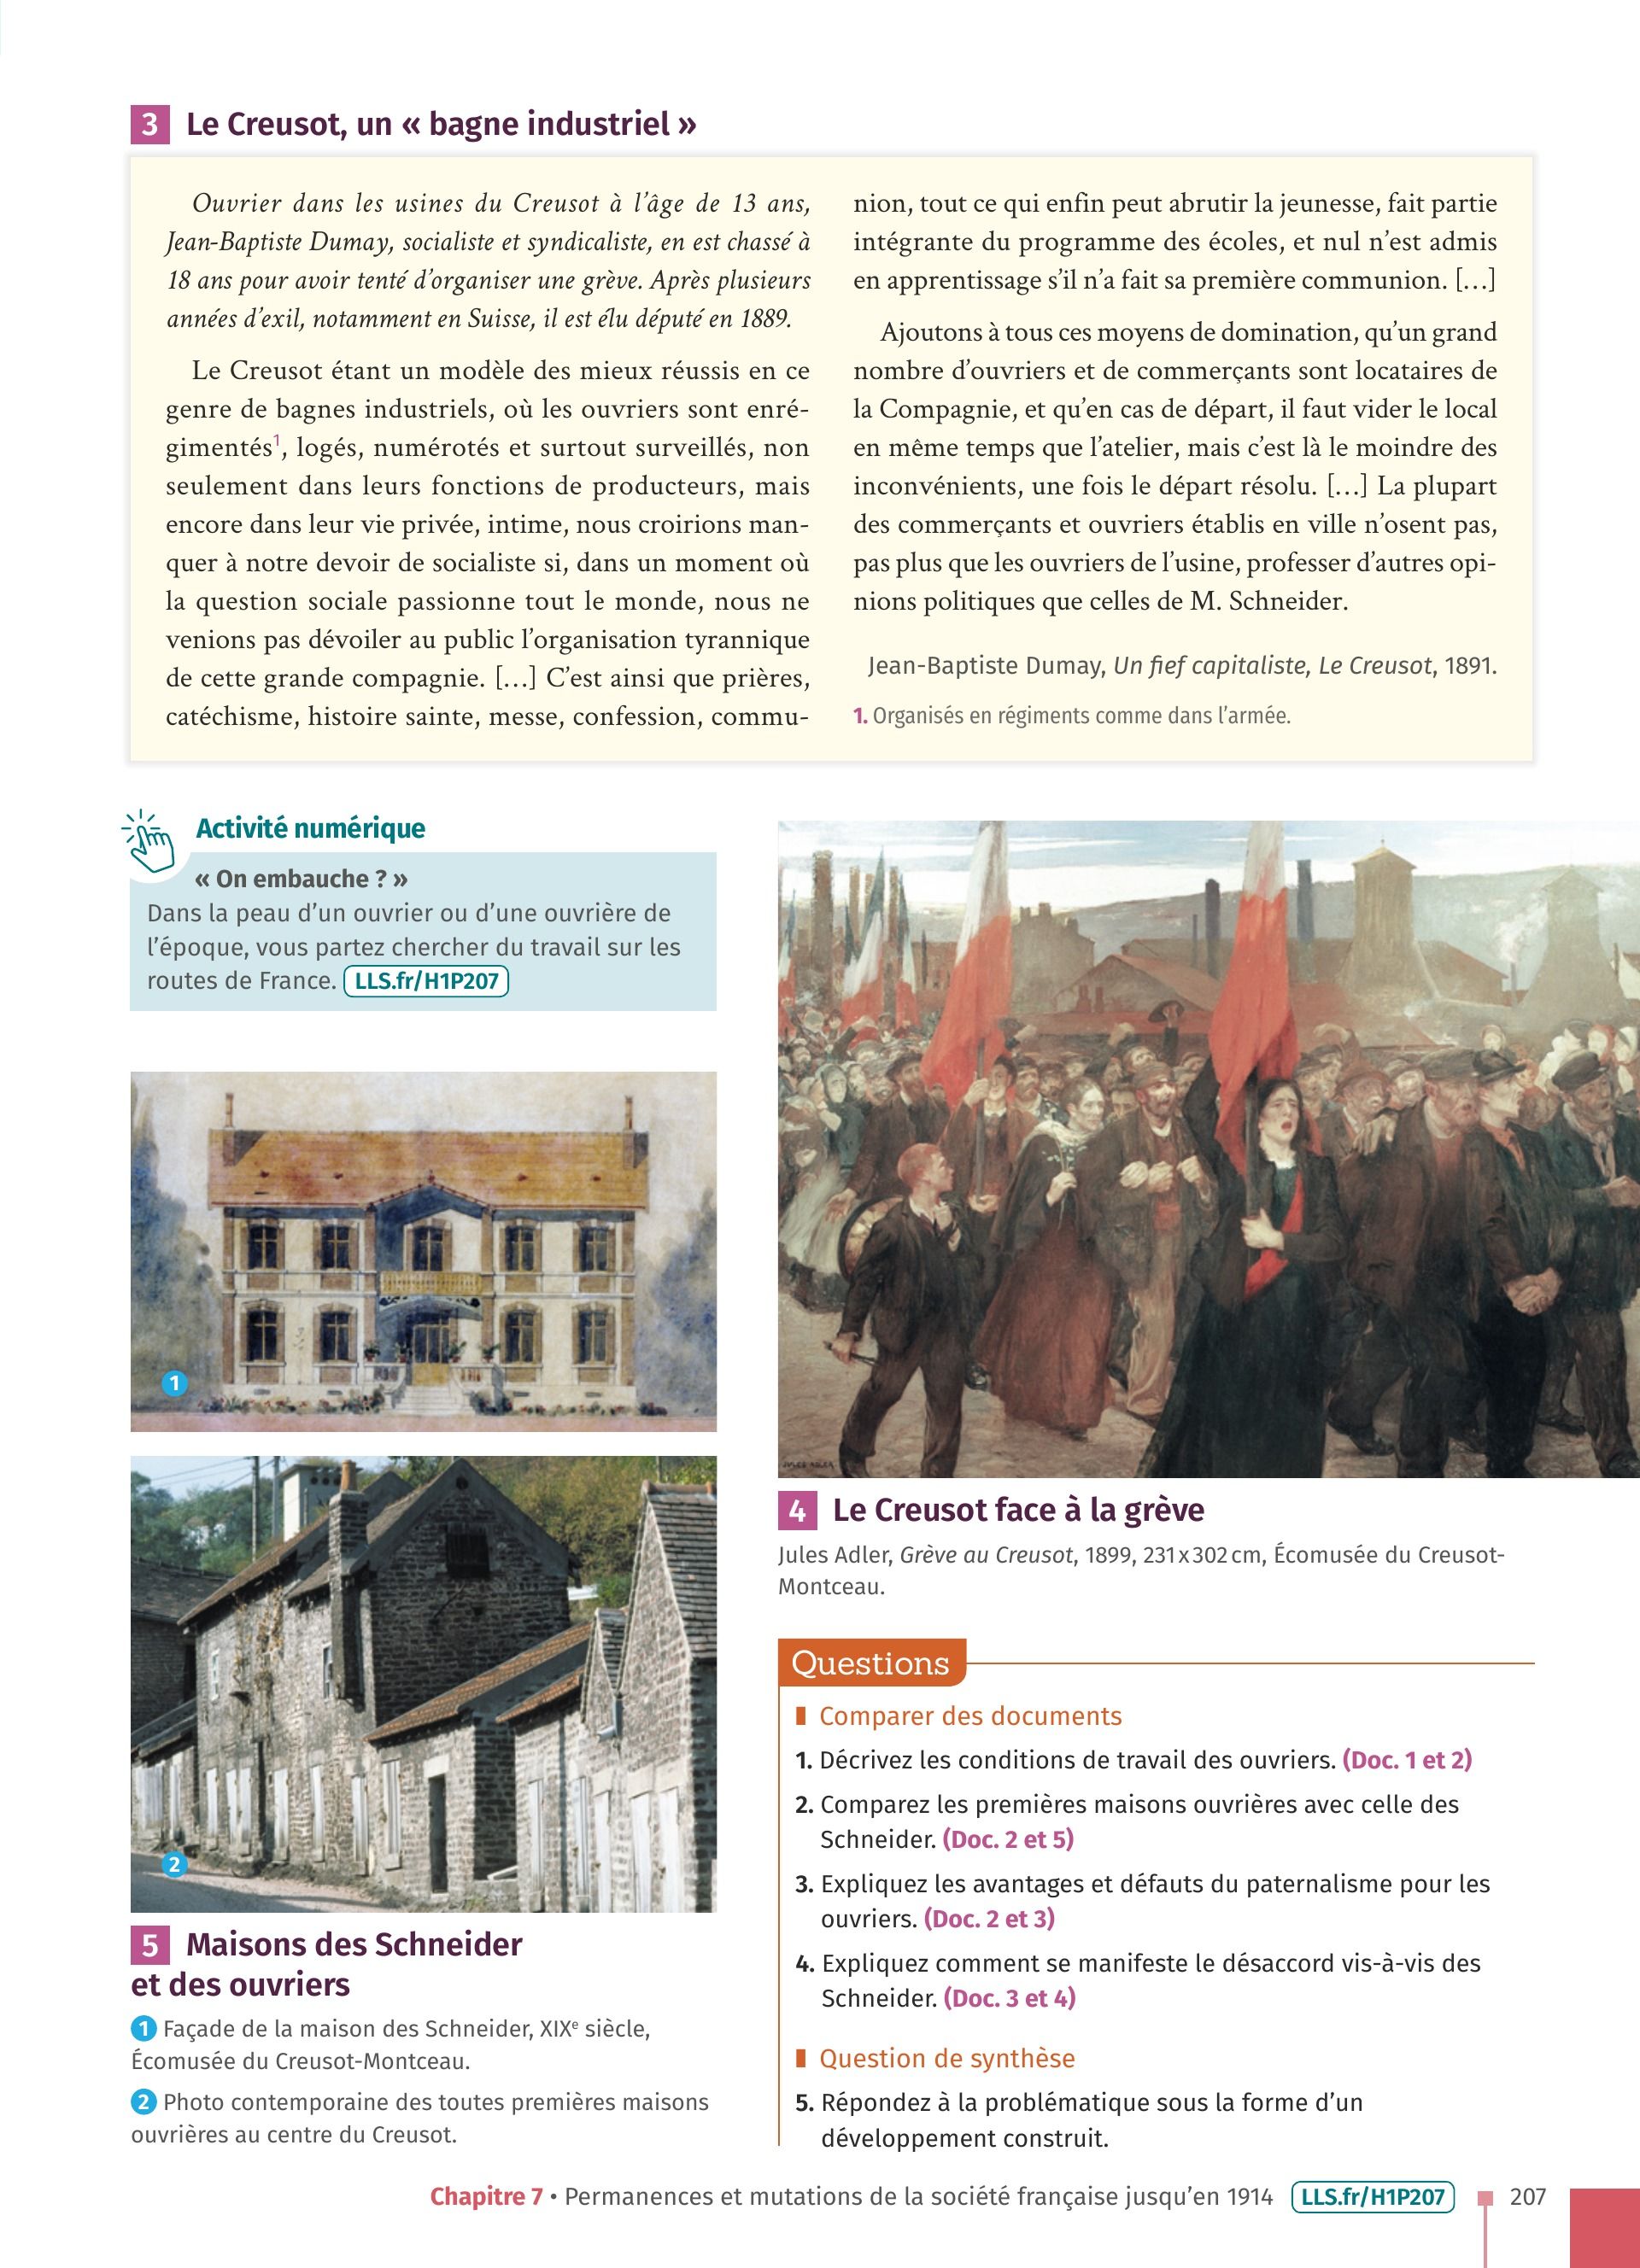 3 Le Creusot, un « bagne industriel »
Ouvrier dans les usines du Creusot à l’âge de 13 ans,
Jean-Baptiste Dumay, socialiste et syndicaliste, en est chassé à
18 ans pour avoir tenté d’organiser une grève. Après plusieurs
années d’exil, notamment en Suisse, il est élu député en 1889.
Le Creusot étant un modèle des mieux réussis en ce
genre de bagnes industriels, où les ouvriers sont enré-
gimentés1, logés, numérotés et surtout surveillés, non
seulement dans leurs fonctions de producteurs, mais
encore dans leur vie privée, intime, nous croirions man-
quer à notre devoir de socialiste si, dans un moment où
la question sociale passionne tout le monde, nous ne
venions pas dévoiler au public l’organisation tyrannique
de cette grande compagnie. […] C’est ainsi que prières,
catéchisme, histoire sainte, messe, confession, commu-
nion, tout ce qui enfin peut abrutir la jeunesse, fait partie
intégrante du programme des écoles, et nul n’est admis
en apprentissage s’il n’a fait sa première communion. […]
Ajoutons à tous ces moyens de domination, qu’un grand
nombre d’ouvriers et de commerçants sont locataires de
la Compagnie, et qu’en cas de départ, il faut vider le local
en même temps que l’atelier, mais c’est là le moindre des
inconvénients, une fois le départ résolu. […] La plupart
des commerçants et ouvriers établis en ville n’osent pas,
pas plus que les ouvriers de l’usine, professer d’autres opi-
nions politiques que celles de M. Schneider.
Jean-Baptiste Dumay, Un fief capitaliste, Le Creusot, 1891.
1. Organisés en régiments comme dans l’armée.
Activité numérique
« On embauche ? »
Dans la peau d’un ouvrier ou d’une ouvrière de
l’époque, vous partez chercher du travail sur les
routes de France. LLS.fr/H1P207
1
2
5 Maisons des Schneider
et des ouvriers
1 Façade de la maison des Schneider, XIXe siècle,
Écomusée du Creusot-Montceau.
2 Photo contemporaine des toutes premières maisons
ouvrières au centre du Creusot.
JULES ADLER
4 Le Creusot face à la grève
Jules Adler, Grève au Creusot, 1899, 231 x 302 cm, Écomusée du Creusot-
Montceau.
Questions
Comparer des documents
1. Décrivez les conditions de travail des ouvriers. (Doc. 1 et 2)
2. Comparez les premières maisons ouvrières avec celle des
Schneider. (Doc. 2 et 5)
3. Expliquez les avantages et défauts du paternalisme pour les
ouvriers. (Doc. 2 et 3)
4. Expliquez comment se manifeste le désaccord vis-à-vis des
Schneider. (Doc. 3 et 4)
Question de synthèse
5. Répondez à la problématique sous la forme d’un
développement construit.
Chapitre 7 • Permanences et mutations de la société française jusqu’en 1914 LLS.fr/H1P207 207